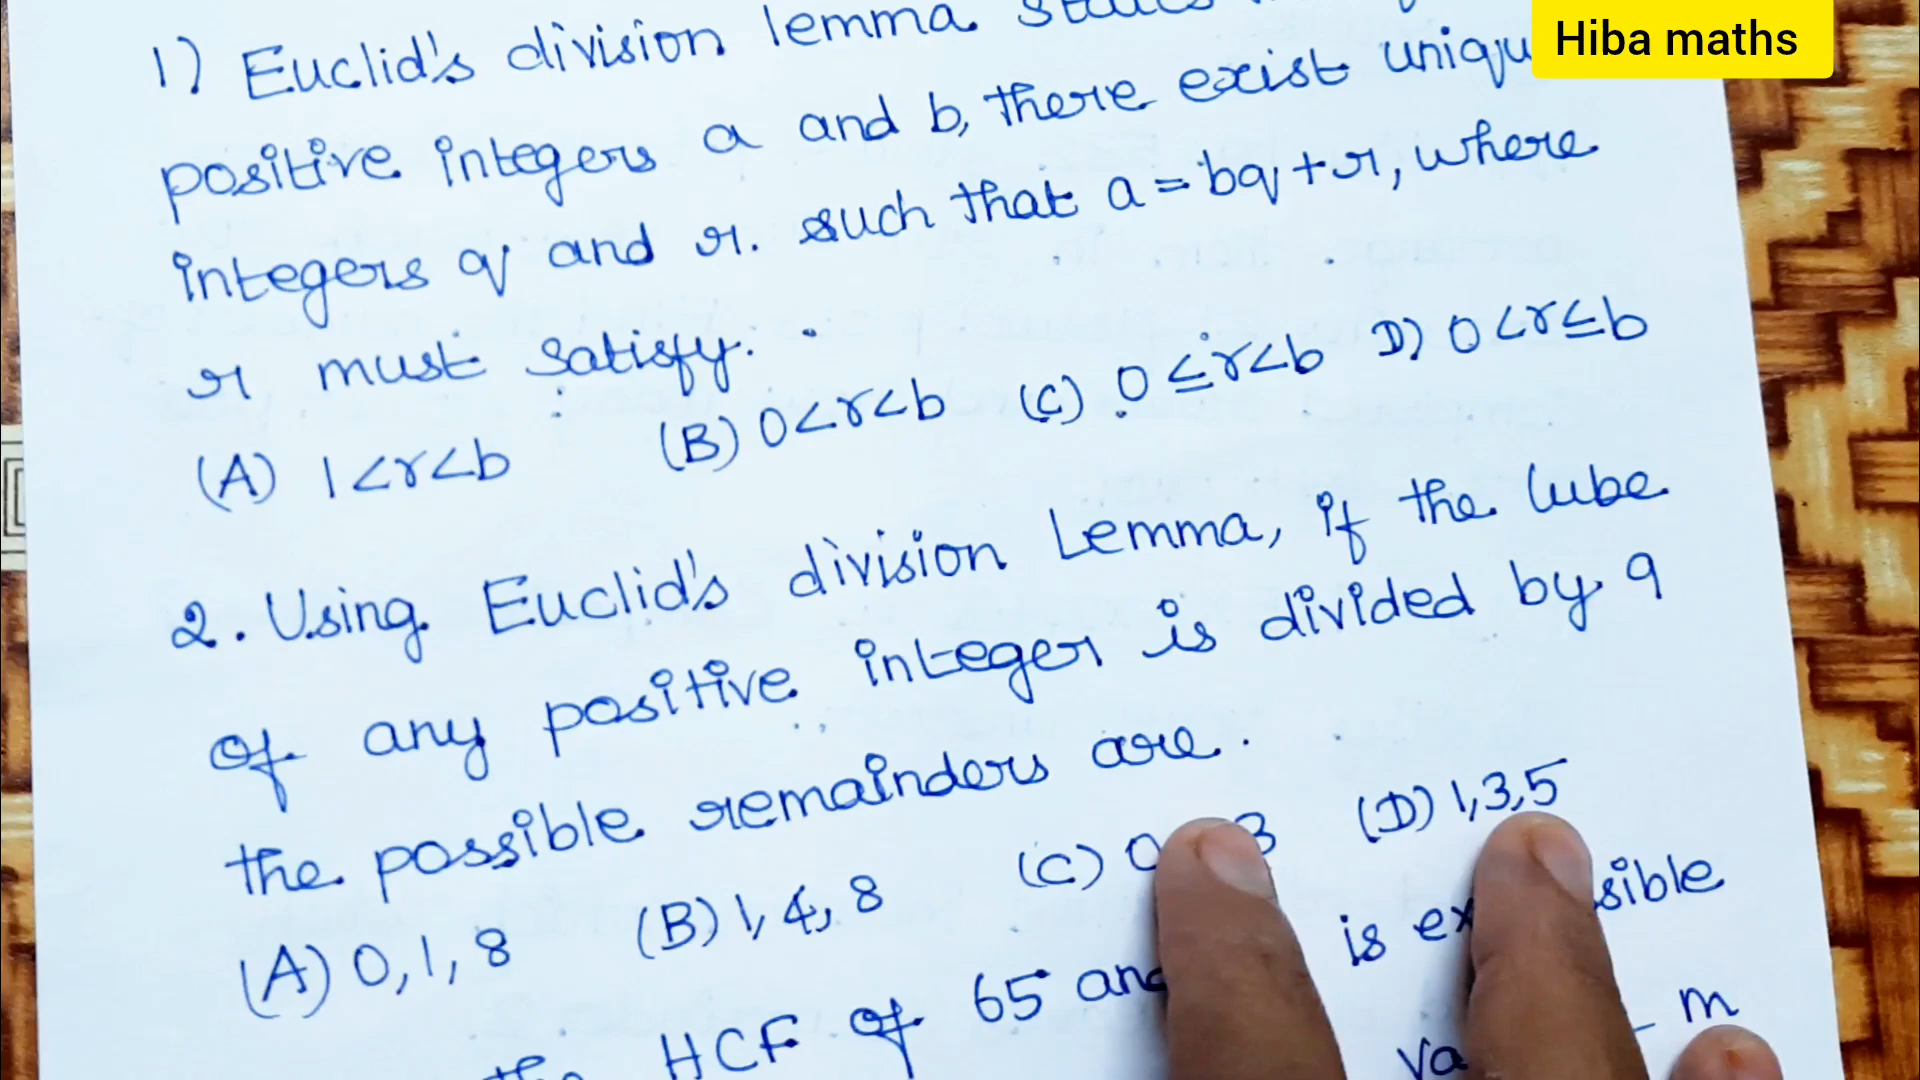 Hiba maths
1) Euclid's division lemma
positive integers a and b, there exist
integers q and r. such that a = bq + r, where
r must satisfy.
(A) 1 < r < b (B) 0 < r < b (C) 0 ≤ r < b D) 0 < r ≤ b
2. Using Euclid's division Lemma, if the cube
of any positive integer is divided by 9
the possible remainders are.
(A) 0, 1, 8 (B) 1, 4, 8 (C) 0 3 (D) 1, 3, 5
HCF of 65 is
m